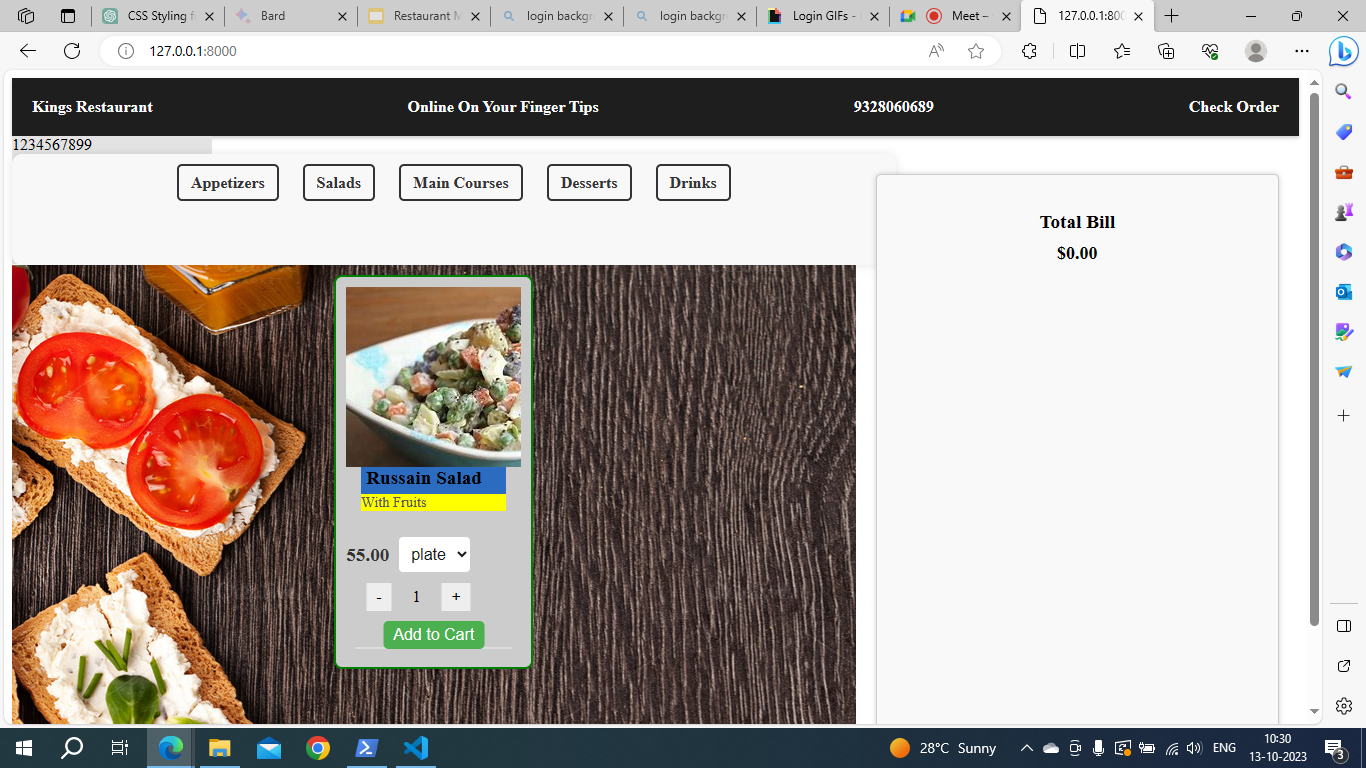 CSS Styling fa
Bard
Restaurant M
login backgro
login backgro
Login GIFs -
Meet –
127.0.0.1:800
127.0.0.1:8000
Kings Restaurant
Online On Your Finger Tips
9328060689
Check Order
1234567899
Appetizers
Salads
Main Courses
Desserts
Drinks
Total Bill
$0.00
Russain Salad
With Fruits
55.00 plate
- 1 +
Add to Cart
28°C Sunny
ENG
10:30
13-10-2023
3